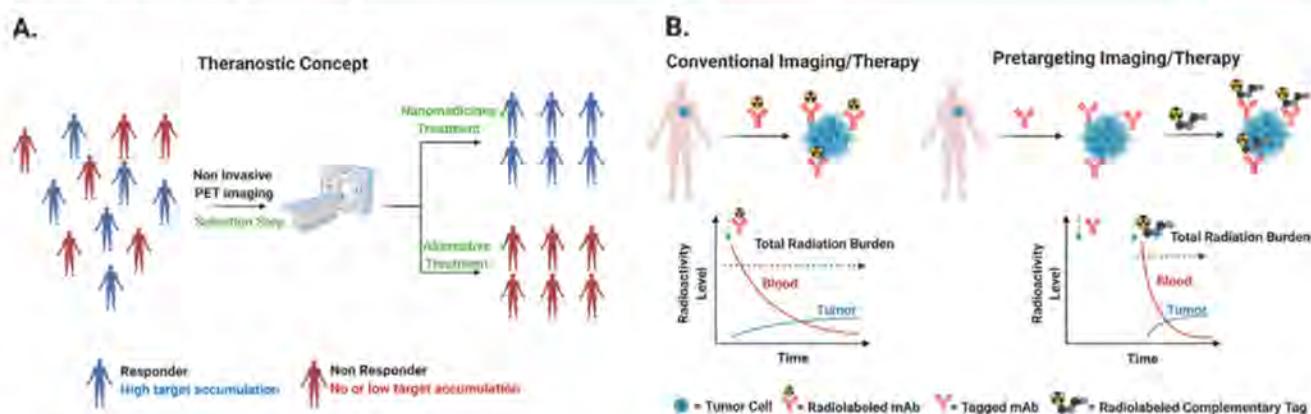 A.
Theranostic Concept
Non Invasive
PET imaging
Selection Step
Nanomedicine
Treatment
Alternative
Treatment
Responder
High target accumulation
Non Responder
No or low target accumulation
B.
Conventional Imaging/Therapy
Pretargeting Imaging/Therapy
Radioactivity
Level
Total Radiation Burden
Blood
Tumor
Time
Total Radiation Burden
Radioactivity
Level
Blood
Tumor
Time
= Tumor Cell
= Radiolabeled mAb
= Tagged mAb
= Radiolabeled Complementary Tag